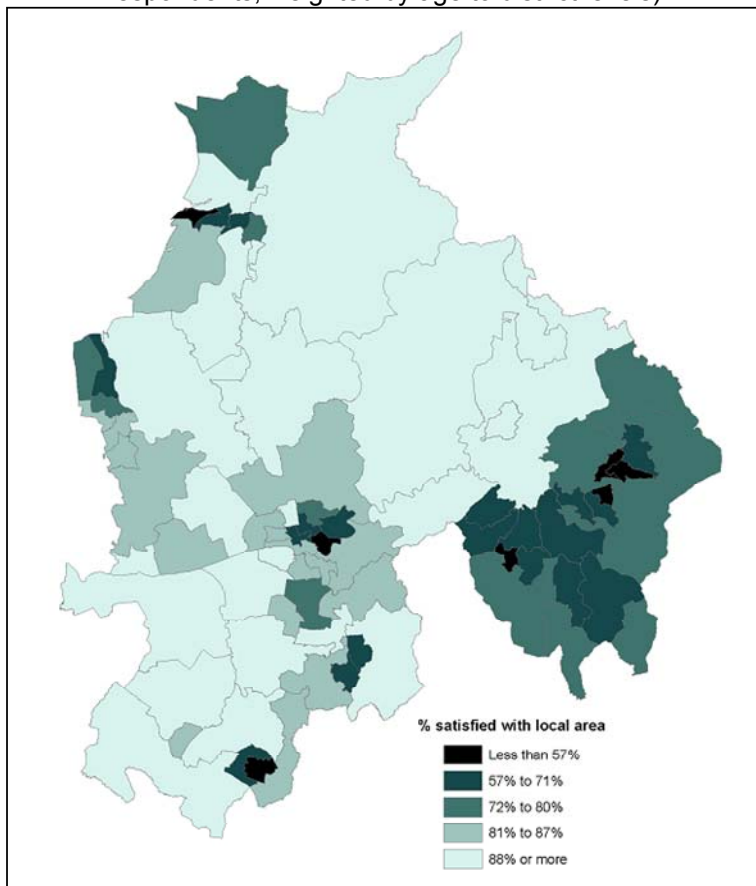 % satisfied with local area
Less than 57%
57% to 71%
72% to 80%
81% to 87%
88% or more